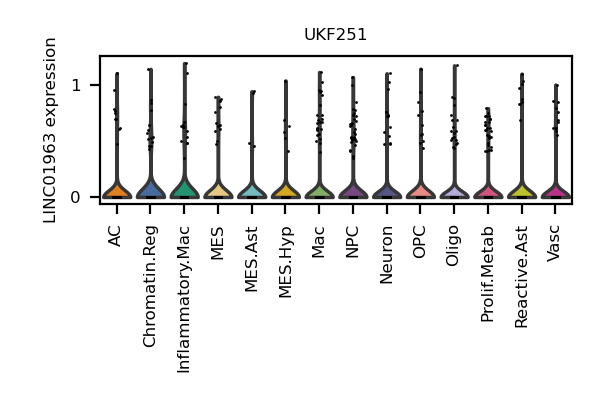 UKF251
LINC01963 expression
1
0
AC
Chromatin.Reg
Inflammatory.Mac
MES
MES.Ast
MES.Hyp
Mac
NPC
Neuron
OPC
Oligo
Prolif.Metab
Reactive.Ast
Vasc